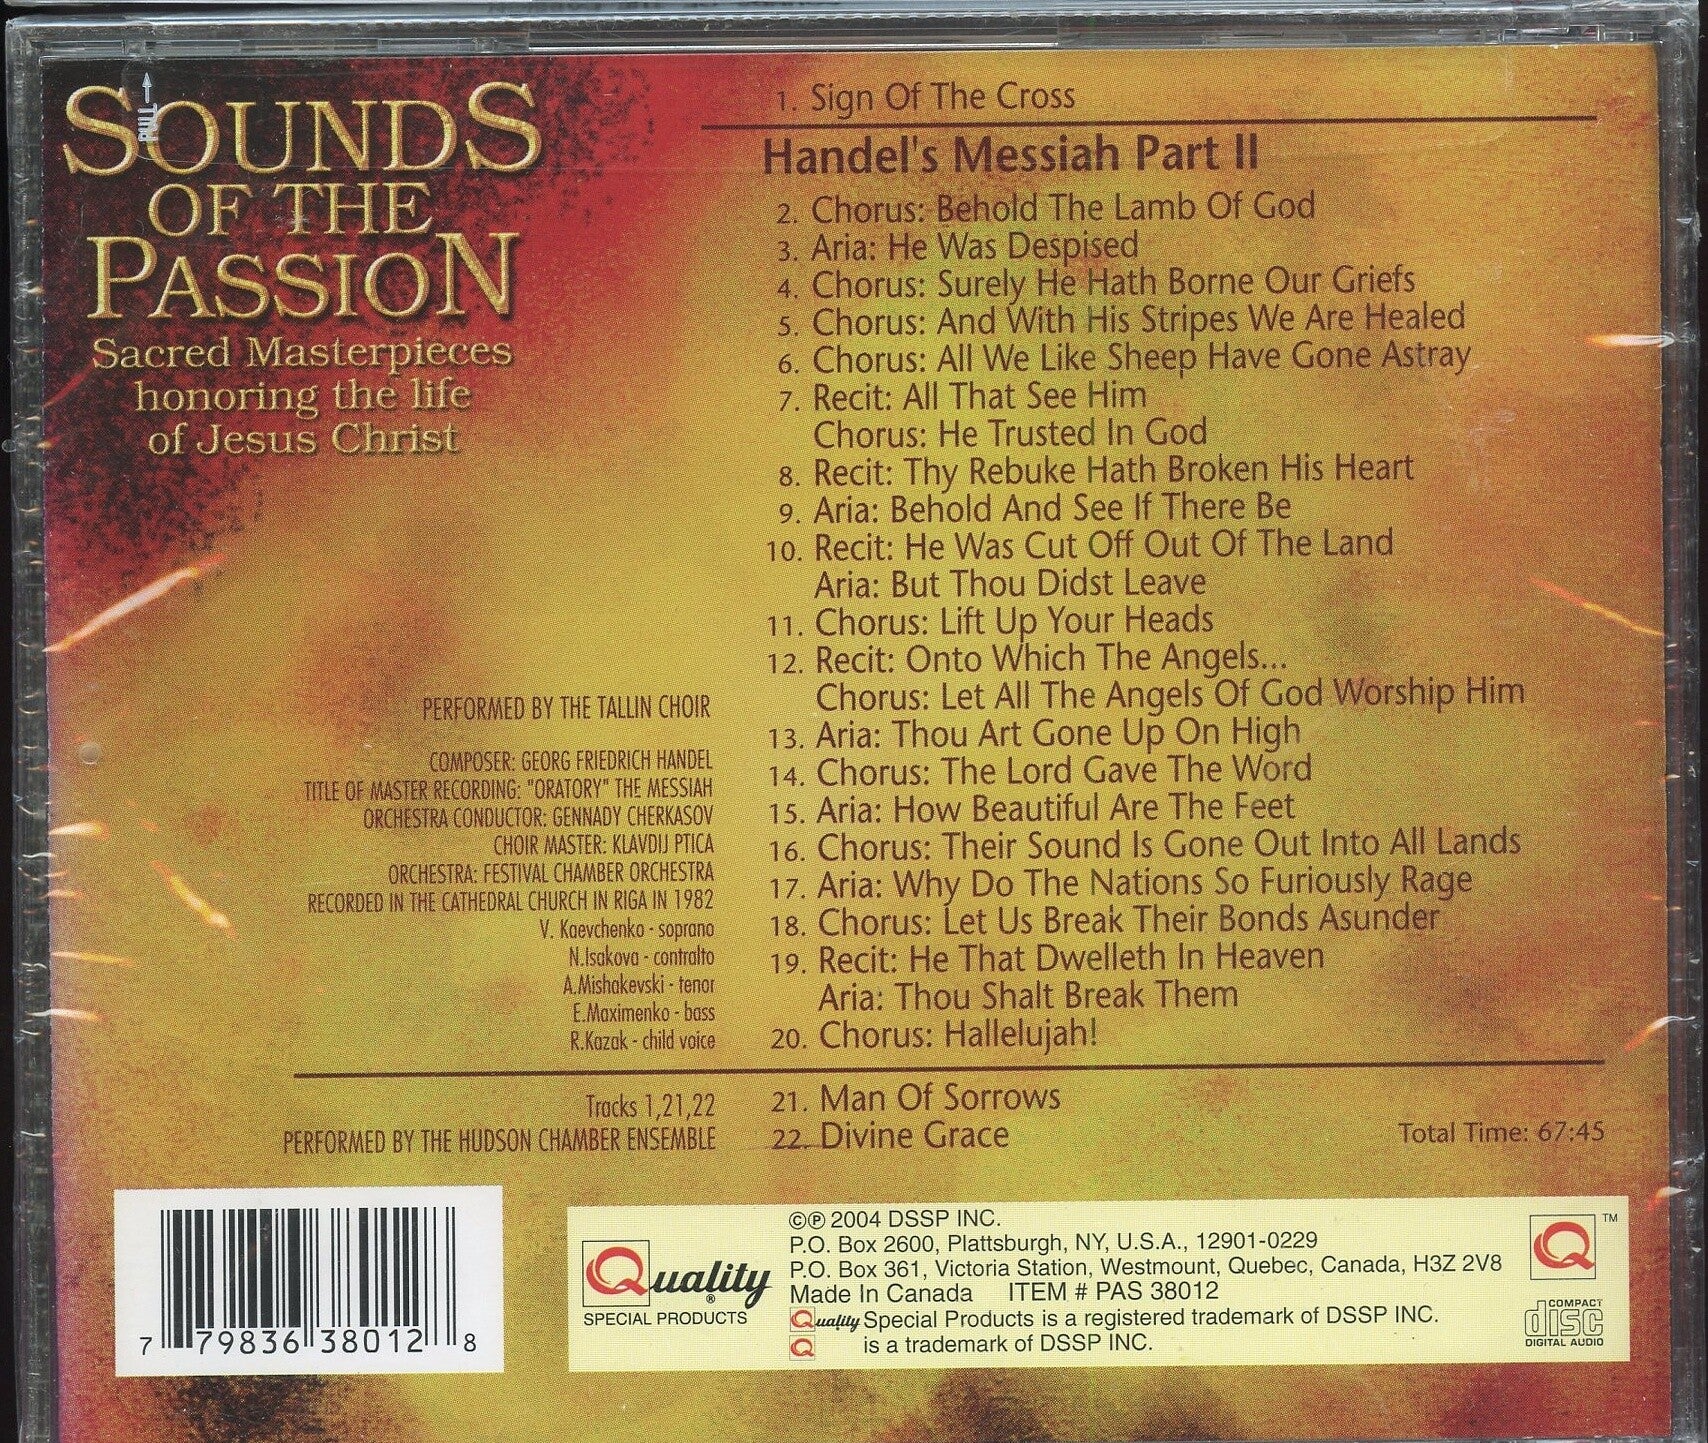 PULL
SOUNDS
OF THE
PASSION
Sacred Masterpieces
honoring the life
of Jesus Christ
1. Sign Of The Cross
Handel's Messiah Part II
2. Chorus: Behold The Lamb Of God
3. Aria: He Was Despised
4. Chorus: Surely He Hath Borne Our Griefs
5. Chorus: And With His Stripes We Are Healed
6. Chorus: All We Like Sheep Have Gone Astray
7. Recit: All That See Him
Chorus: He Trusted In God
8. Recit: Thy Rebuke Hath Broken His Heart
9. Aria: Behold And See If There Be
10. Recit: He Was Cut Off Out Of The Land
Aria: But Thou Didst Leave
11. Chorus: Lift Up Your Heads
12. Recit: Onto Which The Angels...
Chorus: Let All The Angels Of God Worship Him
13. Aria: Thou Art Gone Up On High
14. Chorus: The Lord Gave The Word
15. Aria: How Beautiful Are The Feet
16. Chorus: Their Sound Is Gone Out Into All Lands
17. Aria: Why Do The Nations So Furiously Rage
18. Chorus: Let Us Break Their Bonds Asunder
19. Recit: He That Dwelleth In Heaven
Aria: Thou Shalt Break Them
20. Chorus: Hallelujah!
PERFORMED BY THE TALLIN CHOIR
COMPOSER: GEORG FRIEDRICH HANDEL
TITLE OF MASTER RECORDING: "ORATORY" THE MESSIAH
ORCHESTRA CONDUCTOR: GENNADY CHERKASOV
CHOIR MASTER: KLAVDIJ PTICA
ORCHESTRA: FESTIVAL CHAMBER ORCHESTRA
RECORDED IN THE CATHEDRAL CHURCH IN RIGA IN 1982
V. Kaevchenko - soprano
N.Isakova - contralto
A.Mishakevski - tenor
E.Maximenko - bass
R.Kazak - child voice
Tracks 1,21,22
PERFORMED BY THE HUDSON CHAMBER ENSEMBLE
21. Man Of Sorrows
22. Divine Grace
Total Time: 67:45
7 79836 38012 8
Quality®
SPECIAL PRODUCTS
©℗ 2004 DSSP INC.
P.O. Box 2600, Plattsburgh, NY, U.S.A., 12901-0229
P.O. Box 361, Victoria Station, Westmount, Quebec, Canada, H3Z 2V8
Made In Canada ITEM # PAS 38012
Quality Special Products is a registered trademark of DSSP INC.
Q is a trademark of DSSP INC.
Q™
COMPACT
disc
DIGITAL AUDIO